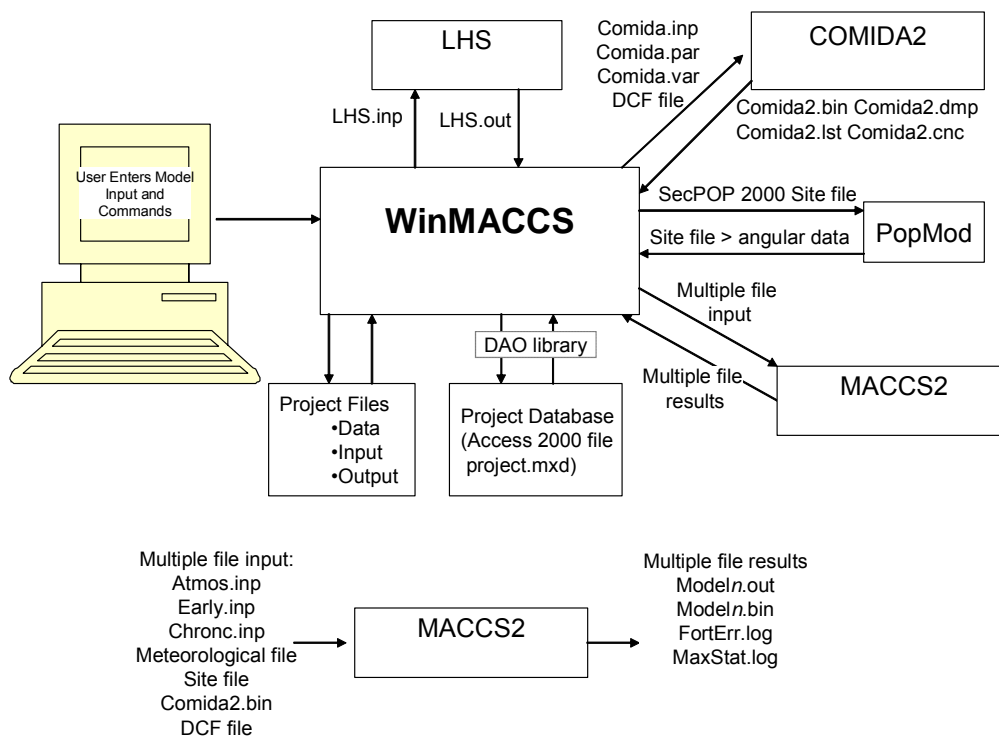 LHS
Comida.inp
Comida.par
Comida.var
DCF file
COMIDA2
LHS.inp
LHS.out
Comida2.bin Comida2.dmp
Comida2.lst Comida2.cnc
User Enters Model
Input and
Commands
WinMACCS
SecPOP 2000 Site file
Site file > angular data
PopMod
Multiple file
input
DAO library
Multiple file
results
MACCS2
Project Files
•Data
•Input
•Output
Project Database
(Access 2000 file
project.mxd)
Multiple file input:
Atmos.inp
Early.inp
Chronc.inp
Meteorological file
Site file
Comida2.bin
DCF file
MACCS2
Multiple file results
Modeln.out
Modeln.bin
FortErr.log
MaxStat.log